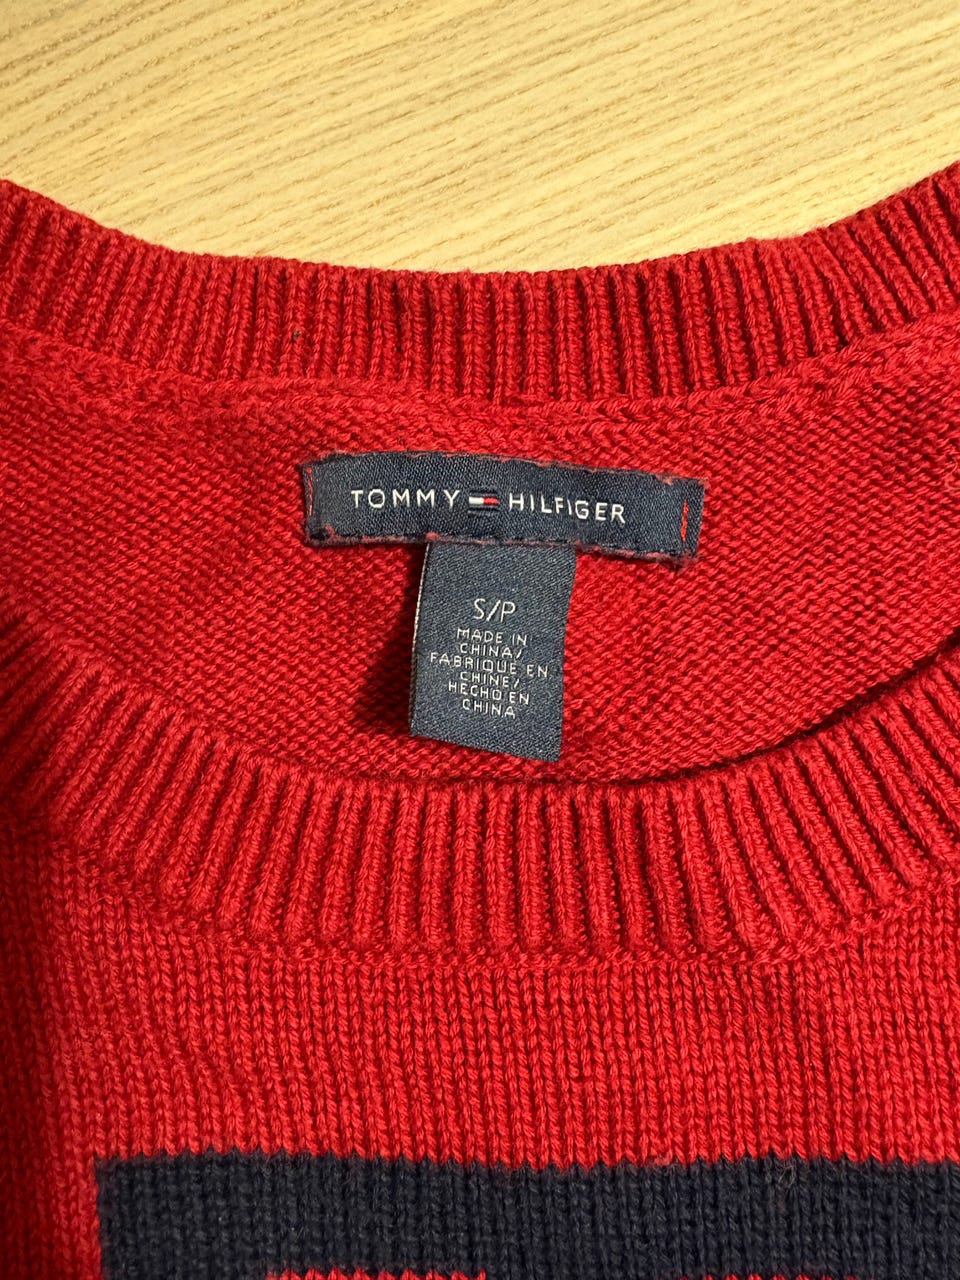 TOMMY HILFIGER
S/P
MADE IN
CHINA/
FABRIQUE EN
CHINE/
HECHO EN
CHINA